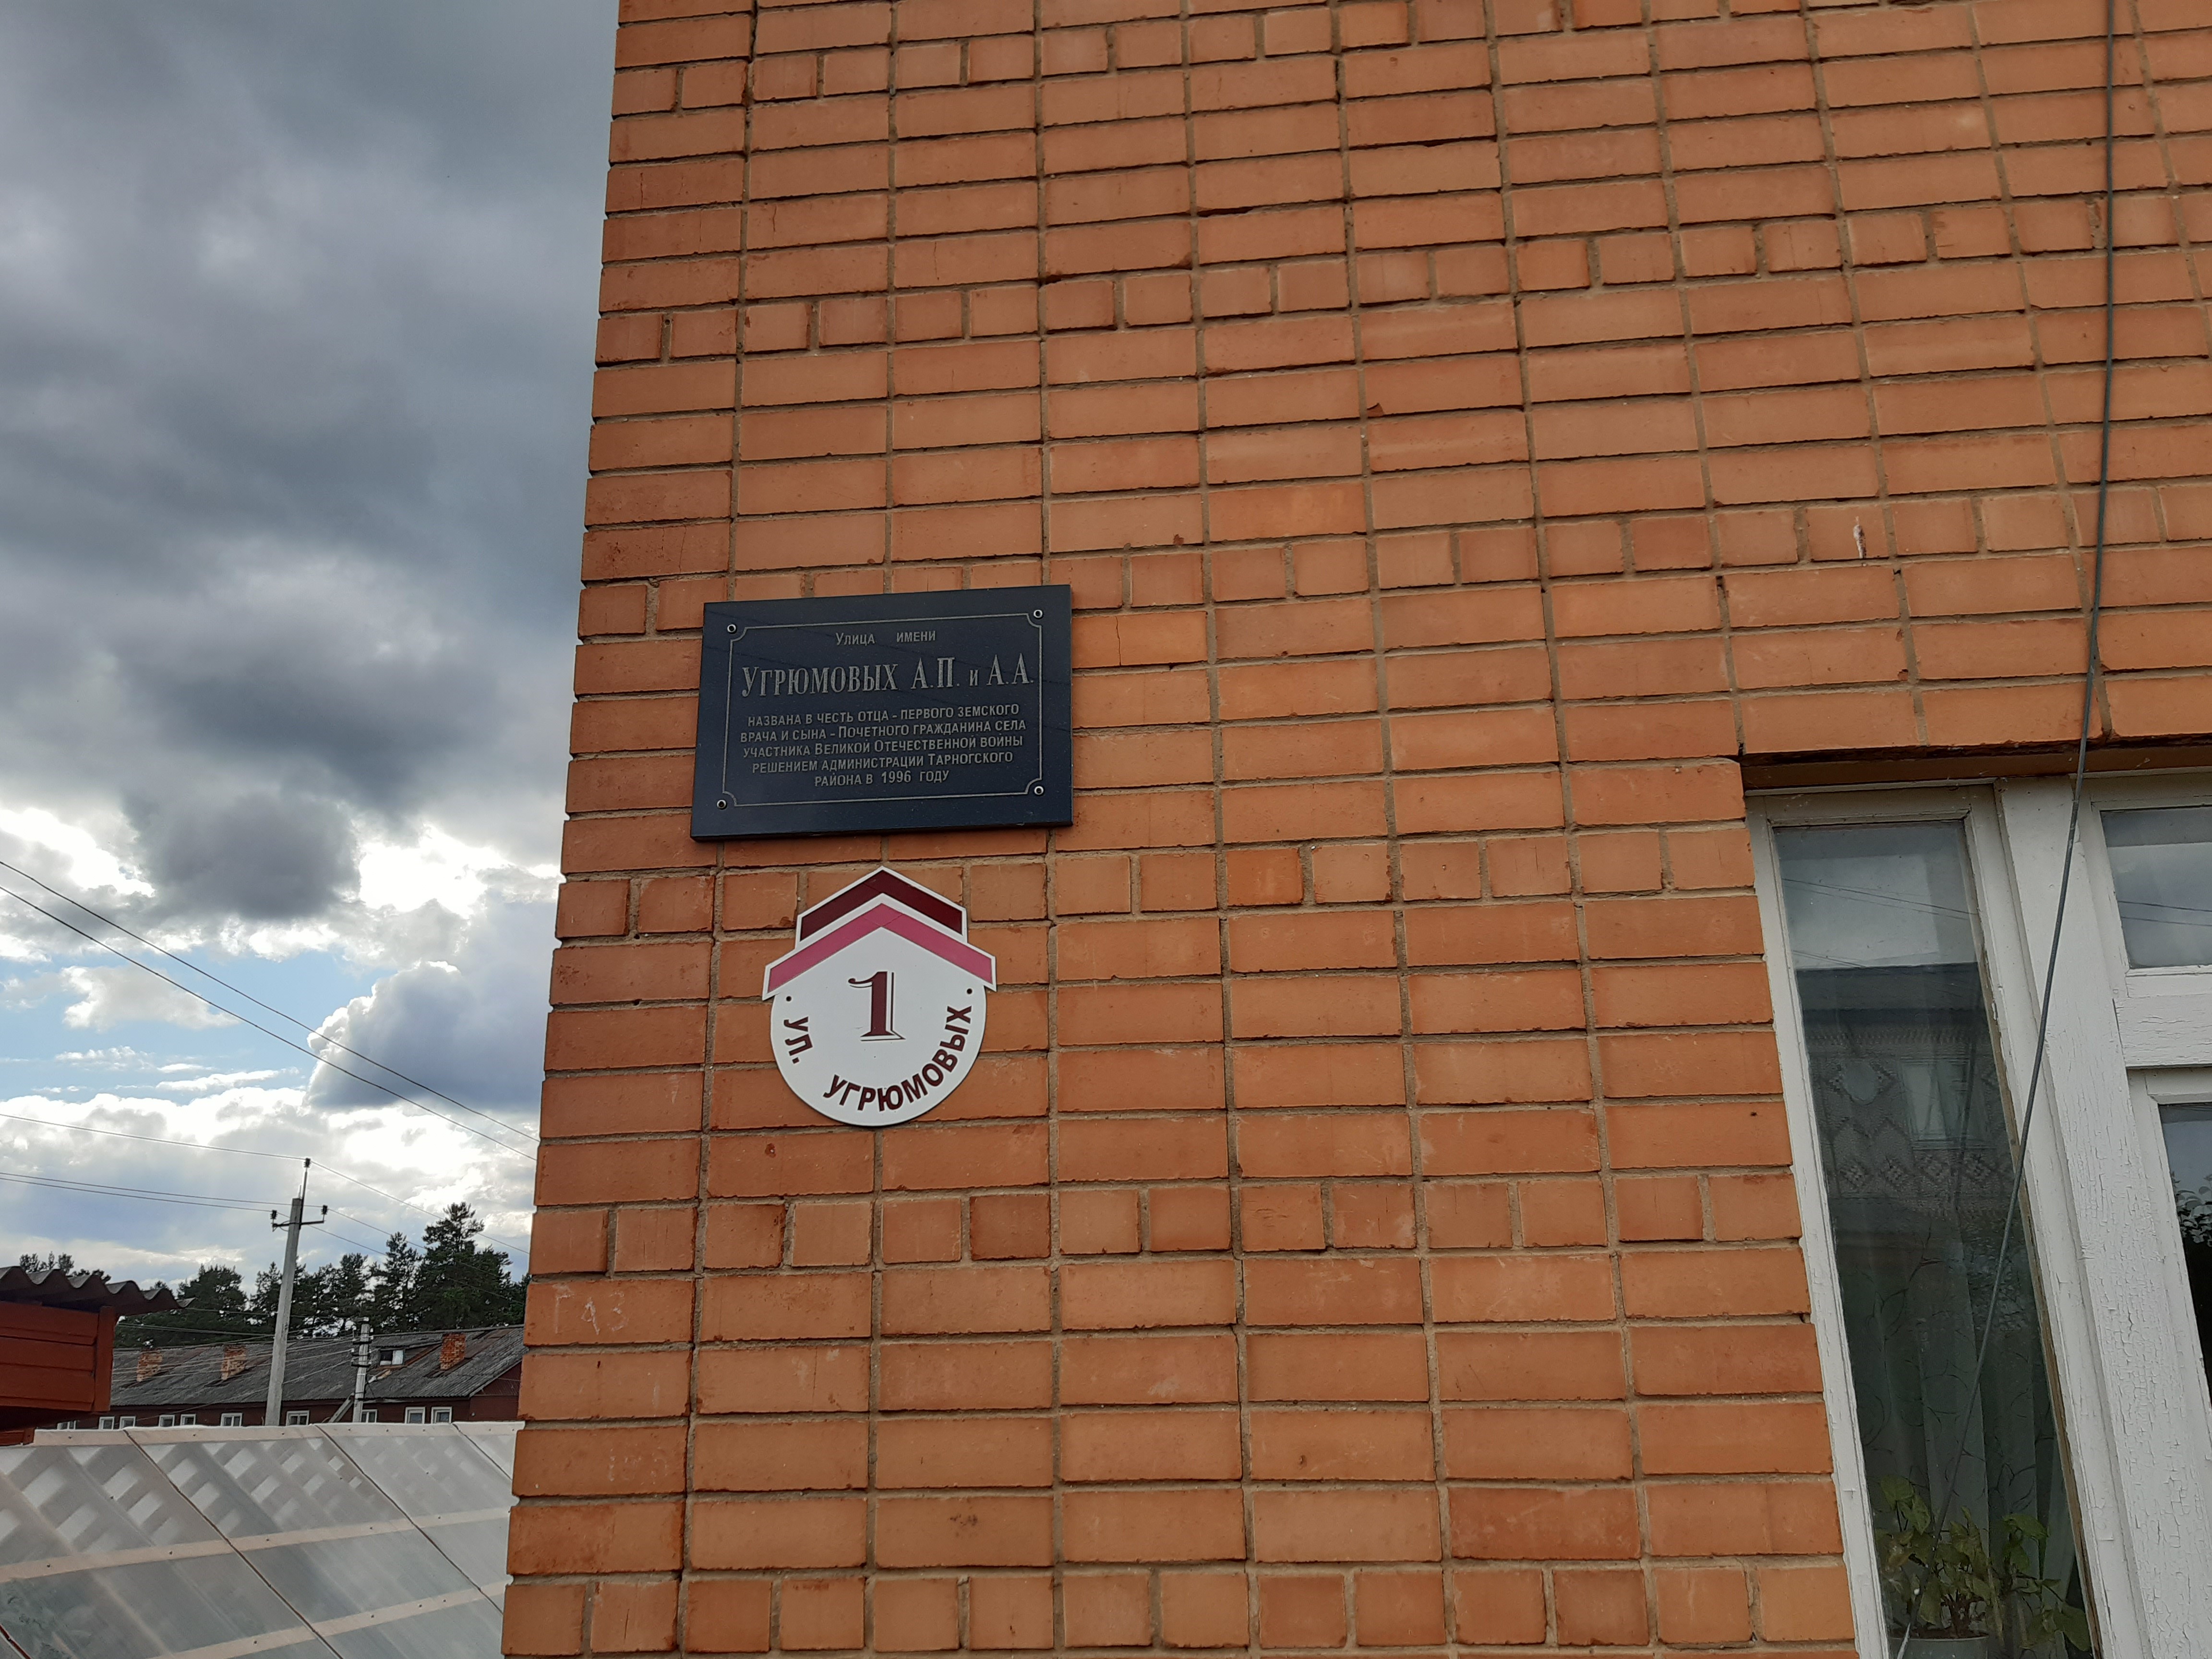 Улица имени
Угрюмовых А.П. и А.А.
названа в честь отца - первого земского
врача и сына - Почетного гражданина села
участника Великой Отечественной войны
решением администрации Тарногского
района в 1996 году
1
УЛ. УГРЮМОВЫХ
ГАЗ